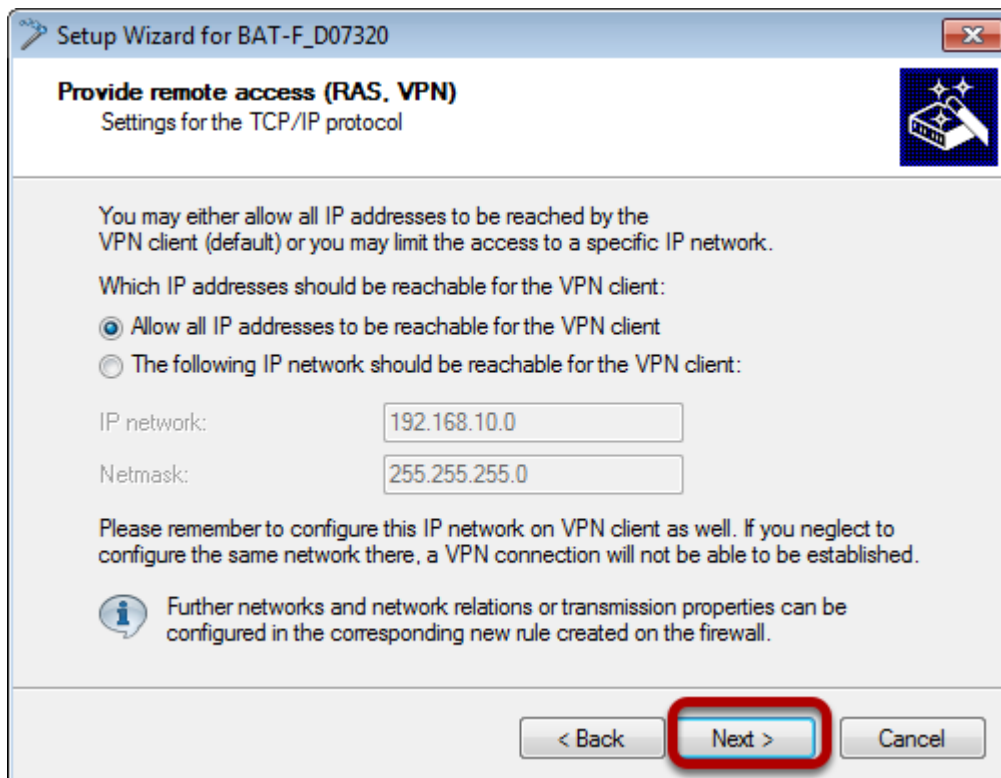 Setup Wizard for BAT-F_D07320
Provide remote access (RAS, VPN)
Settings for the TCP/IP protocol
You may either allow all IP addresses to be reached by the
VPN client (default) or you may limit the access to a specific IP network.
Which IP addresses should be reachable for the VPN client:
Allow all IP addresses to be reachable for the VPN client
The following IP network should be reachable for the VPN client:
IP network: 192.168.10.0
Netmask: 255.255.255.0
Please remember to configure this IP network on VPN client as well. If you neglect to
configure the same network there, a VPN connection will not be able to be established.
Further networks and network relations or transmission properties can be
configured in the corresponding new rule created on the firewall.
< Back Next > Cancel